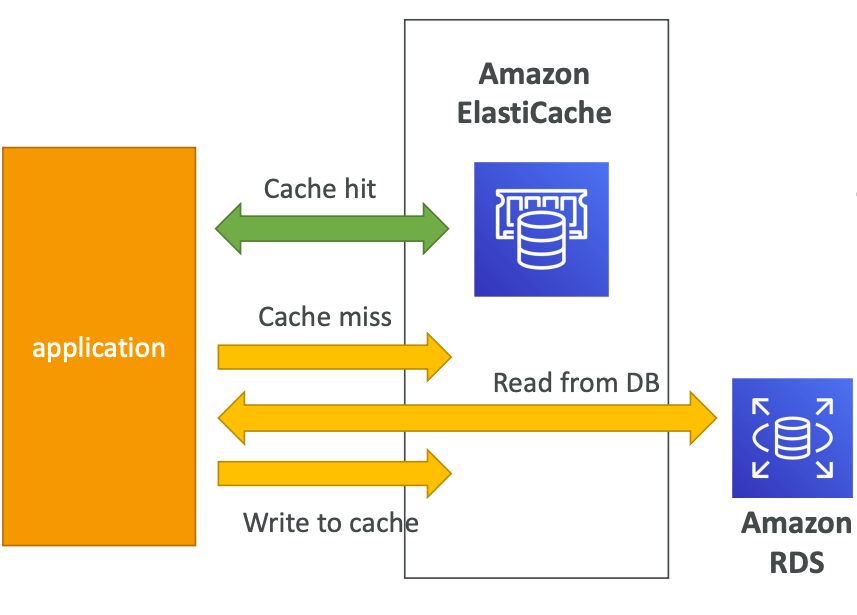 Amazon
ElastiCache
Cache hit
Cache miss
application
Read from DB
Write to cache
Amazon
RDS